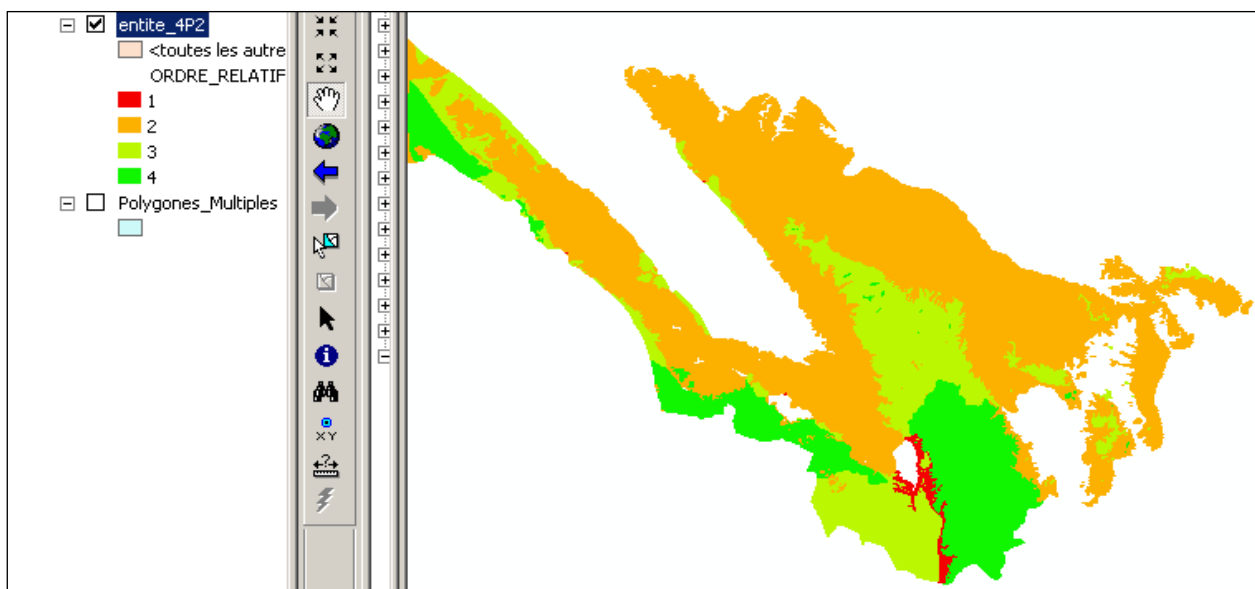 entite_4P2
<toutes les autre
ORDRE_RELATIF
1
2
3
4
Polygones_Multiples
XY
?